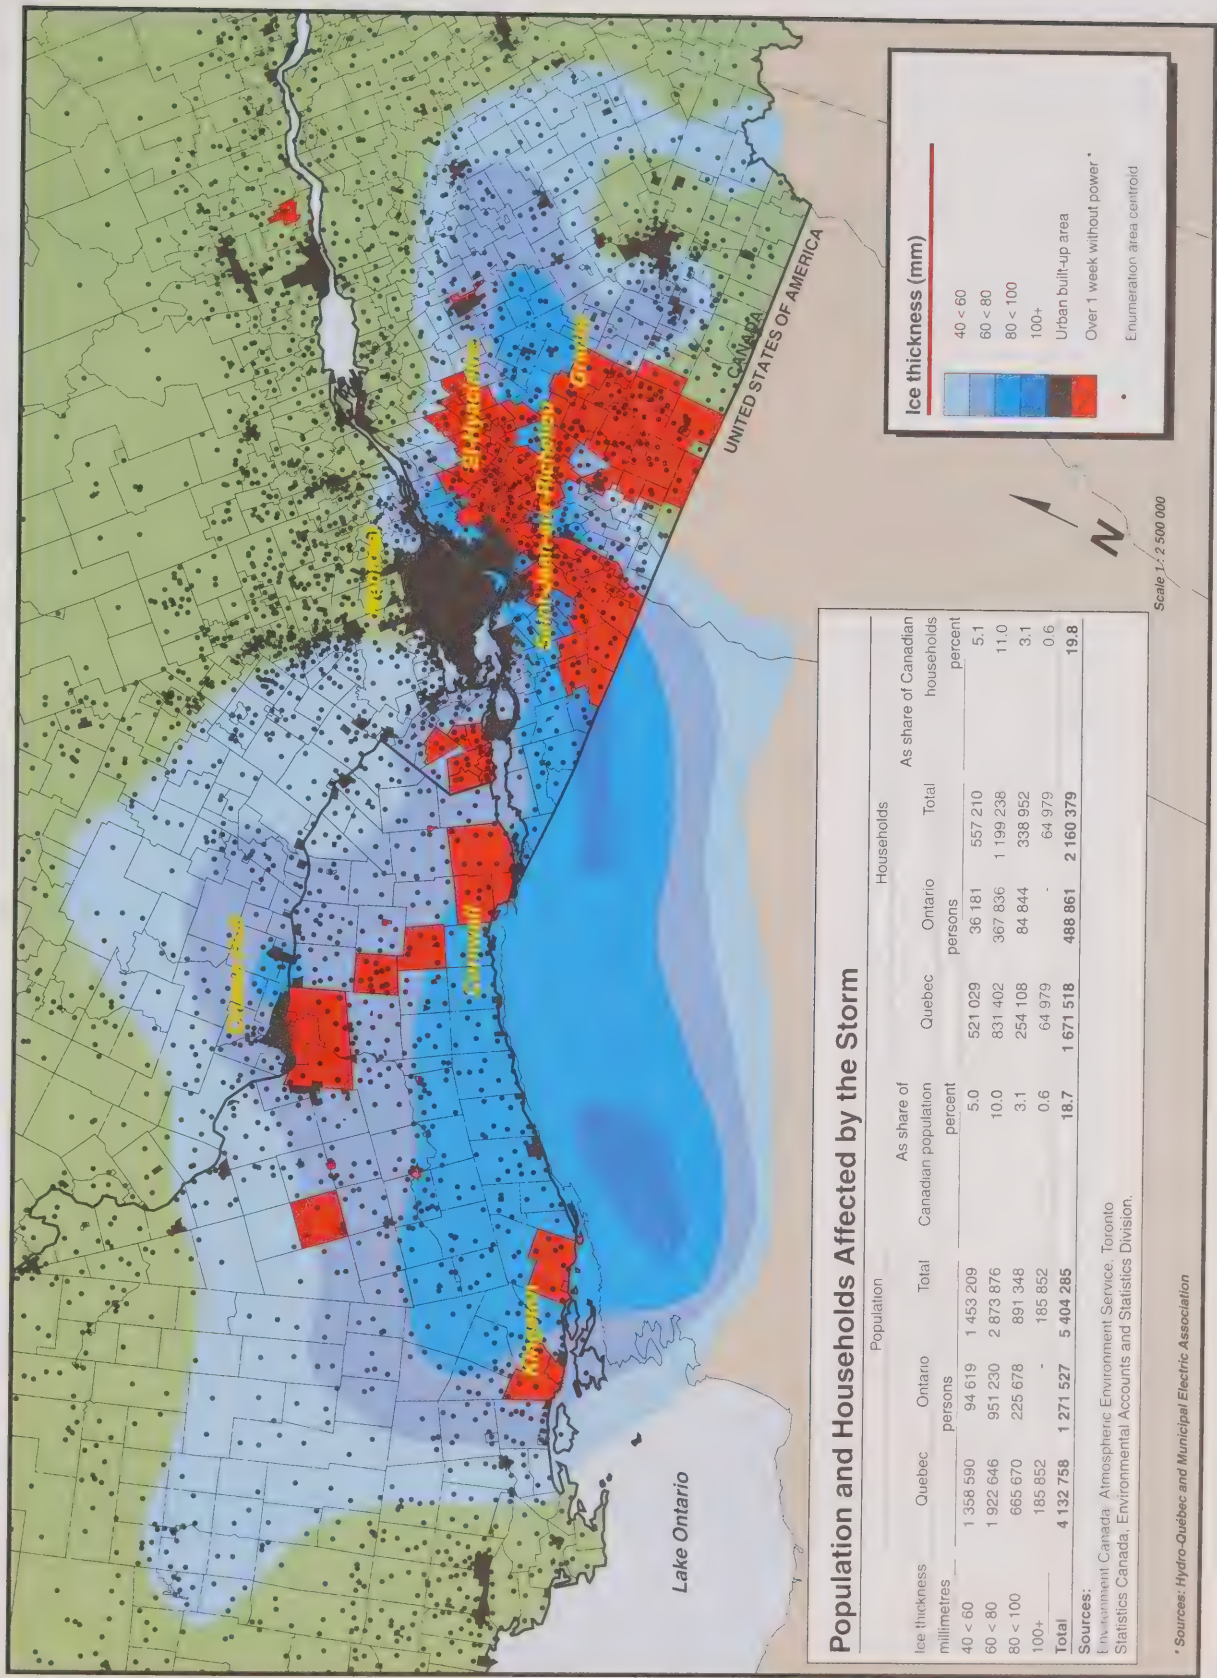 Montréal
St-Hyacinthe
Saint-Jean-sur-Richelieu
Granby
Cornwall
Kingston
Lake Ontario
CANADA
UNITED STATES OF AMERICA
Ice thickness (mm)
40 < 60
60 < 80
80 < 100
100+
Urban built-up area
Over 1 week without power *
Enumeration area centroid
N
Scale 1 : 2 500 000
Population and Households Affected by the Storm
Population Households
Ice thickness Quebec Ontario Total As share of Canadian population Quebec Ontario Total As share of Canadian households
millimetres persons percent persons percent
40 < 60 1 358 590 94 619 1 453 209 5.0 521 029 36 181 557 210 5.1
60 < 80 1 922 646 951 230 2 873 876 10.0 831 402 367 836 1 199 238 11.0
80 < 100 665 670 225 678 891 348 3.1 254 108 84 844 338 952 3.1
100+ 185 852 - 185 852 0.6 64 979 - 64 979 0.6
Total 4 132 758 1 271 527 5 404 285 18.7 1 671 518 488 861 2 160 379 19.8
Sources:
Environment Canada, Atmospheric Environment Service, Toronto
Statistics Canada, Environmental Accounts and Statistics Division.
* Sources: Hydro-Québec and Municipal Electric Association